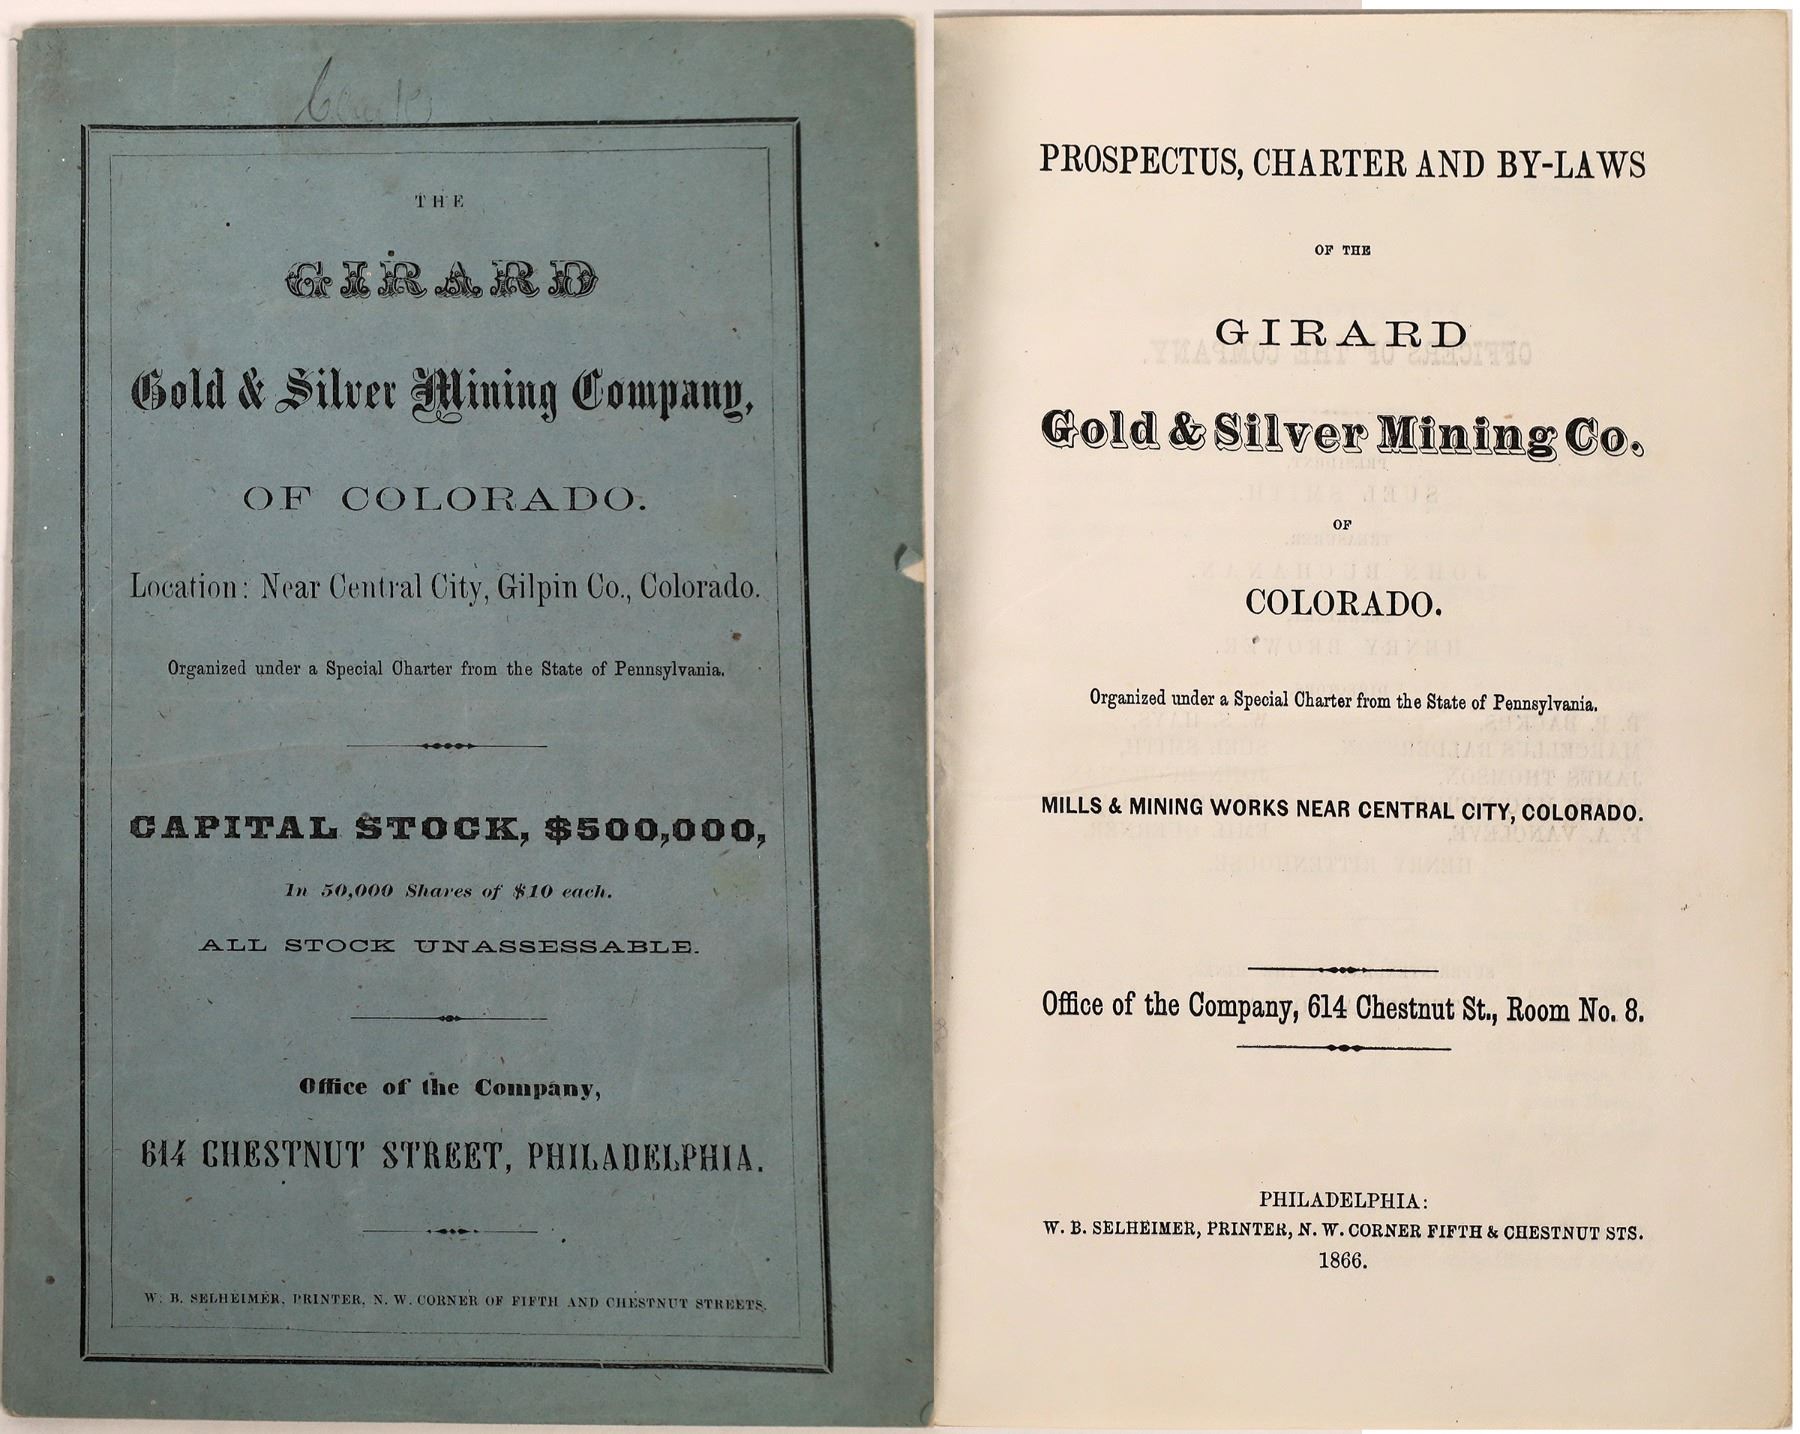 THE
GIRARD
Gold & Silver Mining Company,
OF COLORADO.
Location: Near Central City, Gilpin Co., Colorado.
Organized under a Special Charter from the State of Pennsylvania.
CAPITAL STOCK, $500,000,
In 50,000 Shares of $10 each.
ALL STOCK UNASSESSABLE.
Office of the Company,
614 CHESTNUT STREET, PHILADELPHIA.
W. B. SELHEIMER, PRINTER, N. W. CORNER OF FIFTH AND CHESTNUT STREETS.
PROSPECTUS, CHARTER AND BY-LAWS
OF THE
GIRARD
Gold & Silver Mining Co.
OF
COLORADO.
Organized under a Special Charter from the State of Pennsylvania.
MILLS & MINING WORKS NEAR CENTRAL CITY, COLORADO.
Office of the Company, 614 Chestnut St., Room No. 8.
PHILADELPHIA:
W. B. SELHEIMER, PRINTER, N. W. CORNER FIFTH & CHESTNUT STS.
1866.